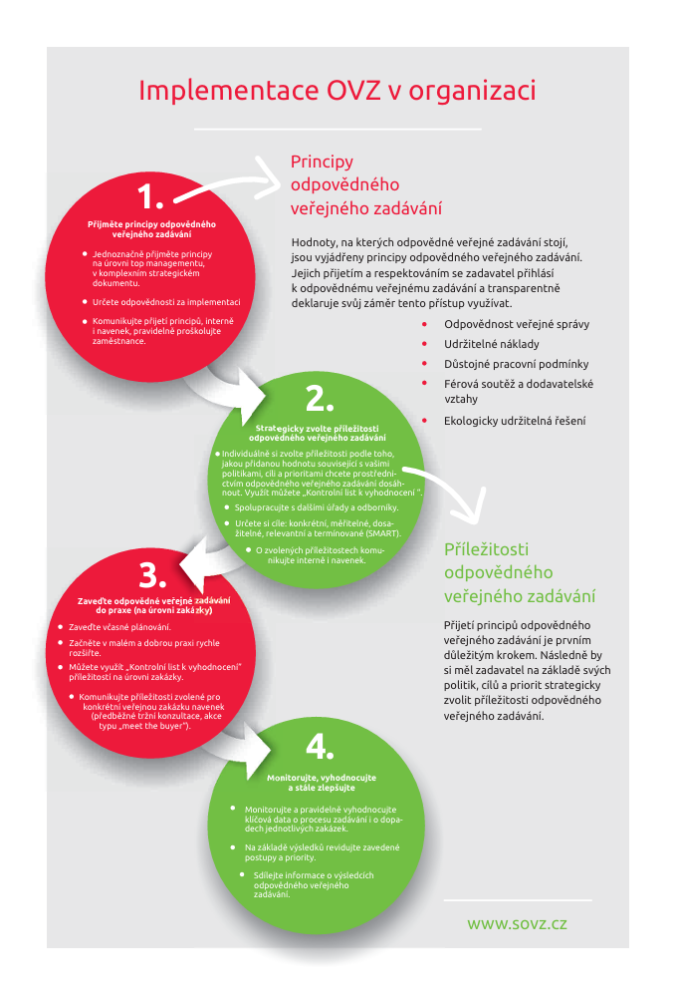 Implementace OVZ v organizaci
1.
Přijměte principy odpovědného
veřejného zadávání
• Jednoznačně přijměte principy
na úrovni top managementu,
v komplexním strategickém
dokumentu.
• Určete odpovědnosti za implementaci
• Komunikujte přijetí principů, interně
i navenek, pravidelně proškolujte
zaměstnance.
Principy
odpovědného
veřejného zadávání
Hodnoty, na kterých odpovědné veřejné zadávání stojí,
jsou vyjádřeny principy odpovědného veřejného zadávání.
Jejich přijetím a respektováním se zadavatel přihlásí
k odpovědnému veřejnému zadávání a transparentně
deklaruje svůj záměr tento přístup využívat.
• Odpovědnost veřejné správy
• Udržitelné náklady
• Důstojné pracovní podmínky
• Férová soutěž a dodavatelské
vztahy
• Ekologicky udržitelná řešení
2.
Strategicky zvolte příležitosti
odpovědného veřejného zadávání
• Individuálně si zvolte příležitosti podle toho,
jakou přidanou hodnotu související s vašimi
politikami, cíli a prioritami chcete prostředni-
ctvím odpovědného veřejného zadávání dosáh-
nout. Využít můžete „Kontrolní list k vyhodnocení “.
• Spolupracujte s dalšími úřady a odborníky.
• Určete si cíle: konkrétní, měřitelné, dosa-
žitelné, relevantní a termínované (SMART).
• O zvolených příležitostech komu-
nikujte interně i navenek.
Příležitosti
odpovědného
veřejného zadávání
Přijetí principů odpovědného
veřejného zadávání je prvním
důležitým krokem. Následně by
si měl zadavatel na základě svých
politik, cílů a priorit strategicky
zvolit příležitosti odpovědného
veřejného zadávání.
3.
Zaveďte odpovědné veřejné zadávání
do praxe (na úrovni zakázky)
• Zaveďte včasné plánování.
• Začněte v malém a dobrou praxi rychle
rozšiřte.
• Můžete využít „Kontrolní list k vyhodnocení“
příležitostí na úrovni zakázky.
• Komunikujte příležitosti zvolené pro
konkrétní veřejnou zakázku navenek
(předběžné tržní konzultace, akce
typu „meet the buyer“).
4.
Monitorujte, vyhodnocujte
a stále zlepšujte
• Monitorujte a pravidelně vyhodnocujte
klíčová data o procesu zadávání i o dopa-
dech jednotlivých zakázek.
• Na základě výsledků revidujte zavedené
postupy a priority.
• Sdílejte informace o výsledcích
odpovědného veřejného
zadávání.
www.sovz.cz